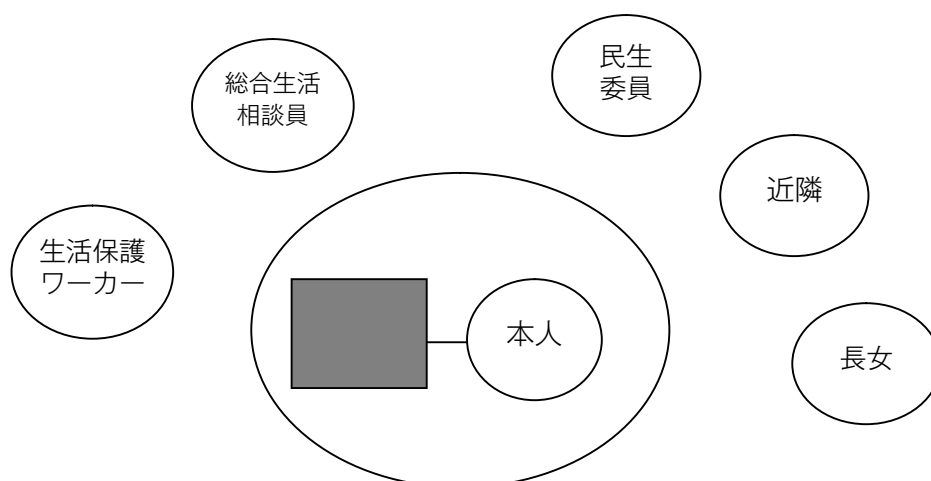 民生
委員
総合生活
相談員
近隣
生活保護
ワーカー
本人
長女